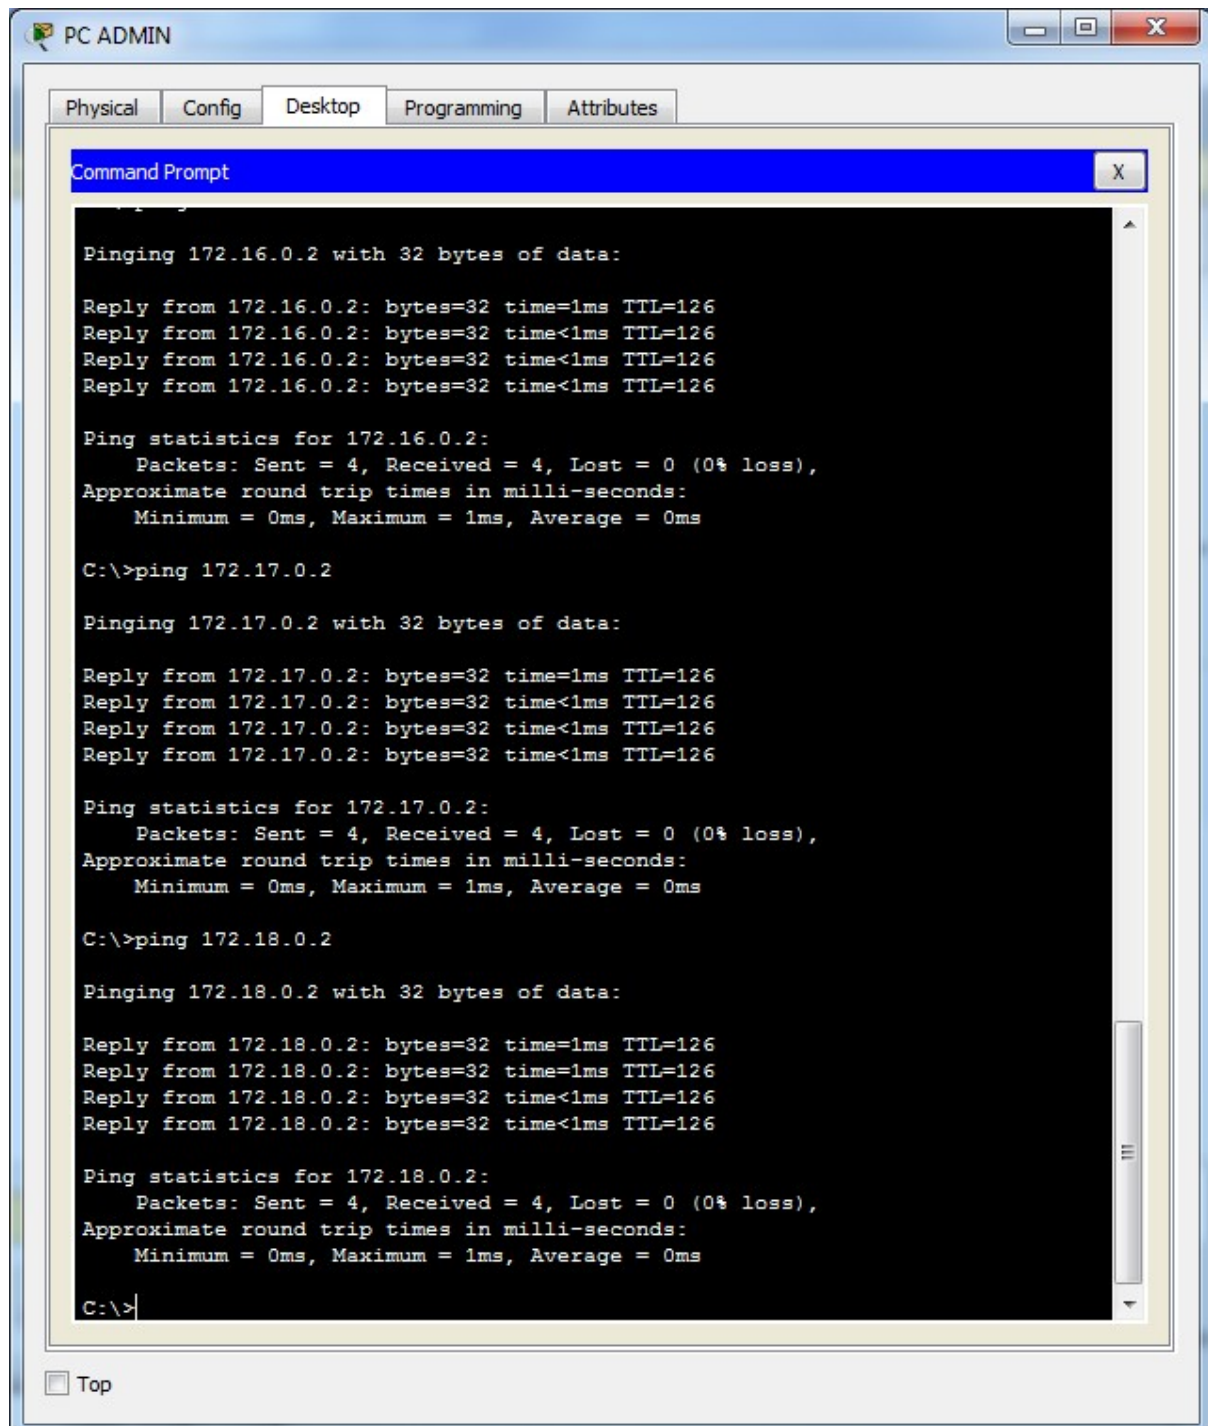 PC ADMIN
X
Physical Config Desktop Programming Attributes
Command Prompt X
Pinging 172.16.0.2 with 32 bytes of data:
Reply from 172.16.0.2: bytes=32 time=1ms TTL=126
Reply from 172.16.0.2: bytes=32 time<1ms TTL=126
Reply from 172.16.0.2: bytes=32 time<1ms TTL=126
Reply from 172.16.0.2: bytes=32 time<1ms TTL=126
Ping statistics for 172.16.0.2:
Packets: Sent = 4, Received = 4, Lost = 0 (0% loss),
Approximate round trip times in milli-seconds:
Minimum = 0ms, Maximum = 1ms, Average = 0ms
C:\>ping 172.17.0.2
Pinging 172.17.0.2 with 32 bytes of data:
Reply from 172.17.0.2: bytes=32 time=1ms TTL=126
Reply from 172.17.0.2: bytes=32 time<1ms TTL=126
Reply from 172.17.0.2: bytes=32 time<1ms TTL=126
Reply from 172.17.0.2: bytes=32 time<1ms TTL=126
Ping statistics for 172.17.0.2:
Packets: Sent = 4, Received = 4, Lost = 0 (0% loss),
Approximate round trip times in milli-seconds:
Minimum = 0ms, Maximum = 1ms, Average = 0ms
C:\>ping 172.18.0.2
Pinging 172.18.0.2 with 32 bytes of data:
Reply from 172.18.0.2: bytes=32 time=1ms TTL=126
Reply from 172.18.0.2: bytes=32 time=1ms TTL=126
Reply from 172.18.0.2: bytes=32 time<1ms TTL=126
Reply from 172.18.0.2: bytes=32 time<1ms TTL=126
Ping statistics for 172.18.0.2:
Packets: Sent = 4, Received = 4, Lost = 0 (0% loss),
Approximate round trip times in milli-seconds:
Minimum = 0ms, Maximum = 1ms, Average = 0ms
C:\>
Top